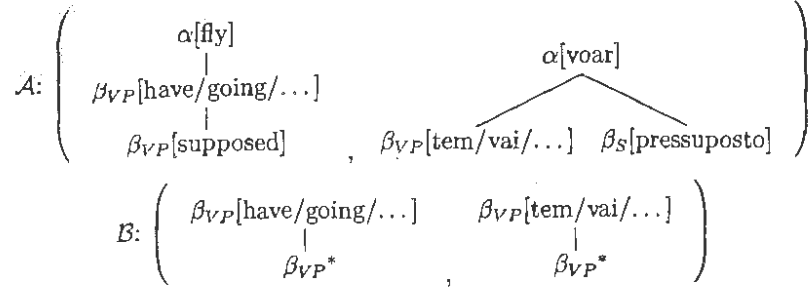 α[fly]
α[voar]
𝒜:
β_VP[have/going/...]
β_VP[supposed] , β_VP[tem/vai/...] β_S[pressuposto]
β_VP[have/going/...] β_VP[tem/vai/...]
ℬ:
β_VP* , β_VP*